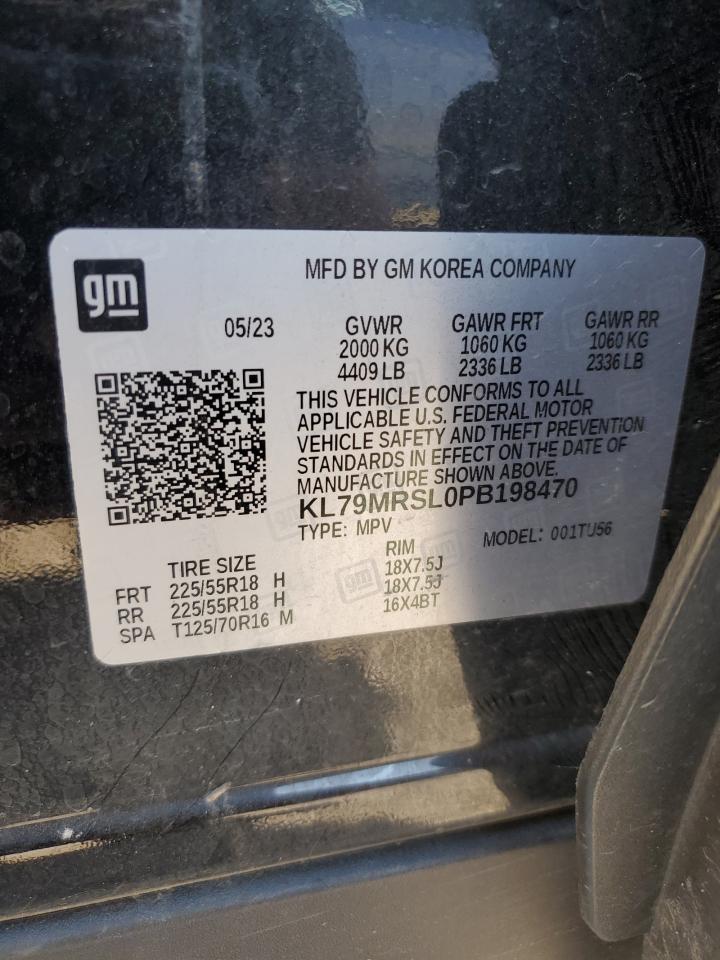 gm
MFD BY GM KOREA COMPANY
05/23 GVWR GAWR FRT GAWR RR
2000 KG 1060 KG 1060 KG
4409 LB 2336 LB 2336 LB
THIS VEHICLE CONFORMS TO ALL
APPLICABLE U.S. FEDERAL MOTOR
VEHICLE SAFETY AND THEFT PREVENTION
STANDARDS IN EFFECT ON THE DATE OF
MANUFACTURE SHOWN ABOVE.
KL79MRSL0PB198470
TYPE: MPV MODEL: 001TU56
TIRE SIZE RIM
FRT 225/55R18 H 18X7.5J
RR 225/55R18 H 18X7.5J
SPA T125/70R16 M 16X4BT